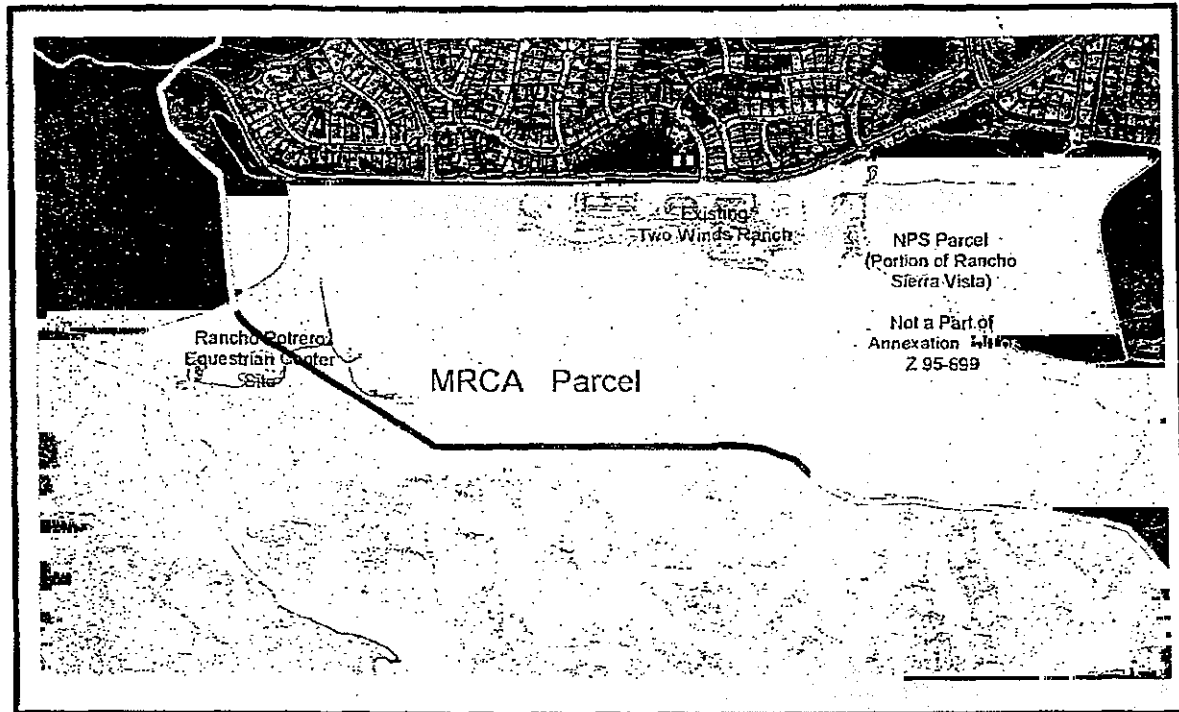 Existing
Two Winds Ranch
NPS Parcel
(Portion of Rancho
Sierra Vista)
Not a Part of
Annexation
Z 95-699
Rancho Potrero
Equestrian Center
Site
MRCA Parcel